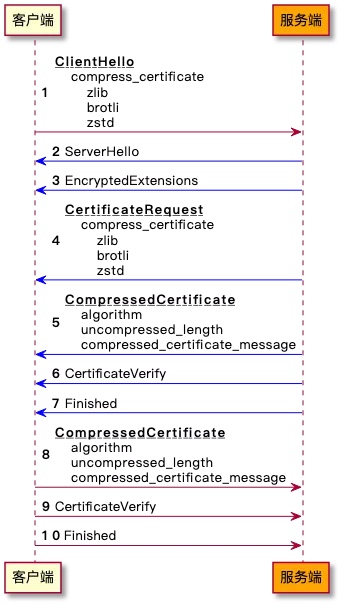 客户端 服务端
ClientHello
compress_certificate
zlib
1 brotli
zstd
2 ServerHello
3 EncryptedExtensions
CertificateRequest
compress_certificate
4 zlib
brotli
zstd
CompressedCertificate
5 algorithm
uncompressed_length
compressed_certificate_message
6 CertificateVerify
7 Finished
CompressedCertificate
8 algorithm
uncompressed_length
compressed_certificate_message
9 CertificateVerify
10 Finished
客户端 服务端